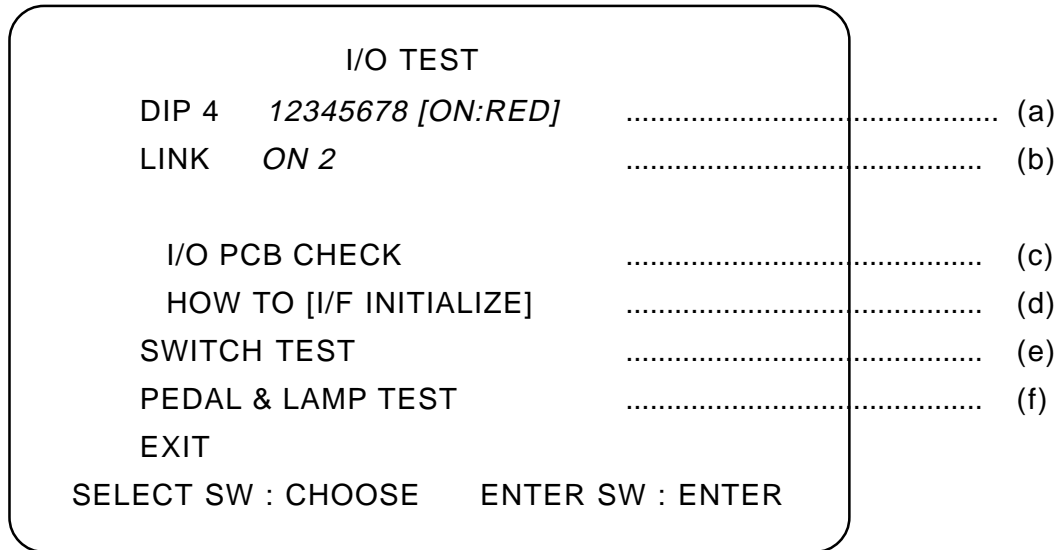 I/O TEST
DIP 4 12345678 [ON:RED] ............................................. (a)
LINK ON 2 ........................................... (b)
I/O PCB CHECK ........................................... (c)
HOW TO [I/F INITIALIZE] ........................................... (d)
SWITCH TEST ........................................... (e)
PEDAL & LAMP TEST ........................................... (f)
EXIT
SELECT SW : CHOOSE ENTER SW : ENTER